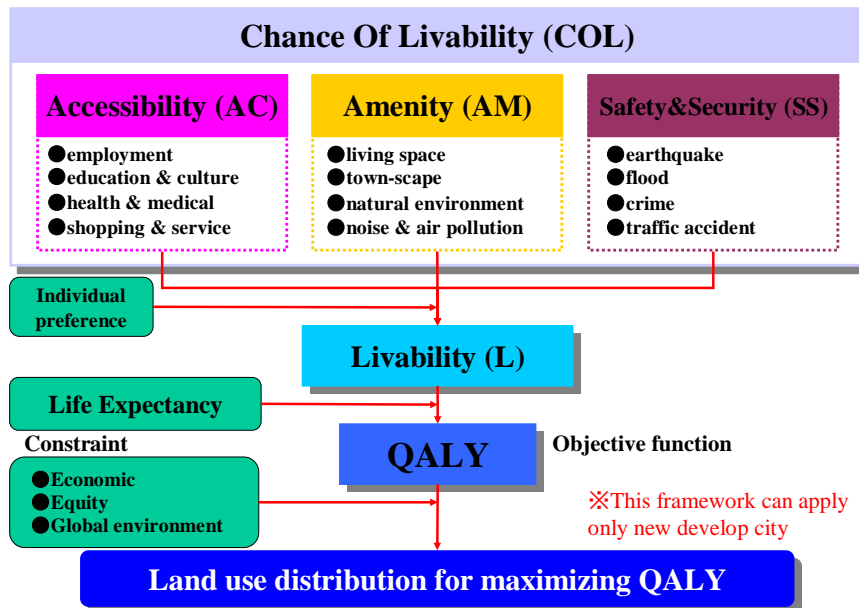 Chance Of Livability (COL)
Accessibility (AC)
●employment
●education & culture
●health & medical
●shopping & service
Amenity (AM)
●living space
●town-scape
●natural environment
●noise & air pollution
Safety&Security (SS)
●earthquake
●flood
●crime
●traffic accident
Individual
preference
Livability (L)
Life Expectancy
QALY
Objective function
Constraint
●Economic
●Equity
●Global environment
※This framework can apply
only new develop city
Land use distribution for maximizing QALY